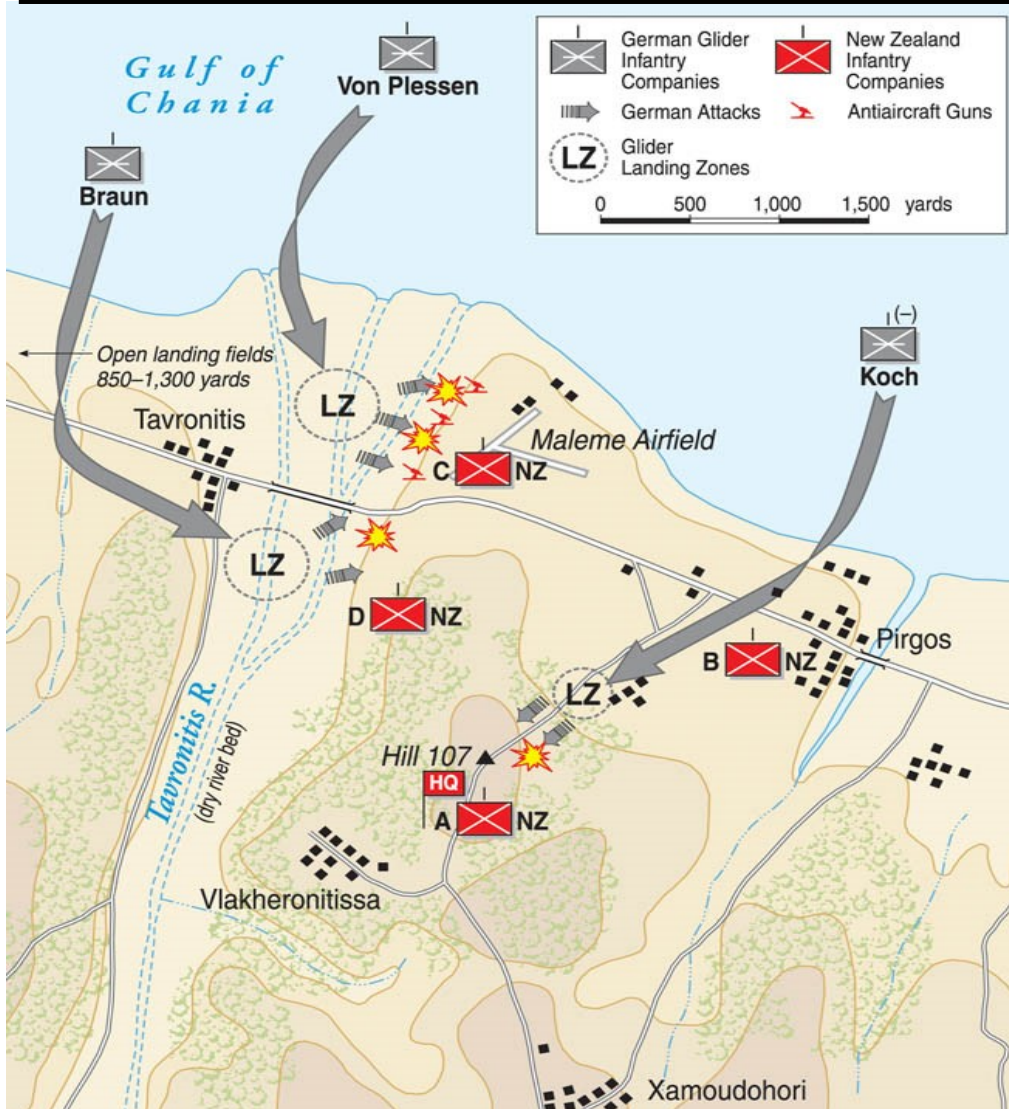 Gulf of
Chania
Von Plessen
Braun
German Glider
Infantry
Companies
New Zealand
Infantry
Companies
German Attacks
Antiaircraft Guns
LZ
Glider
Landing Zones
0 500 1,000 1,500 yards
(–)
Koch
Open landing fields
850–1,300 yards
Tavronitis
LZ
Maleme Airfield
C NZ
LZ
D NZ
B NZ
Pirgos
LZ
Hill 107
HQ
A NZ
Tavronitis R.
(dry river bed)
Vlakheronitissa
Xamoudohori